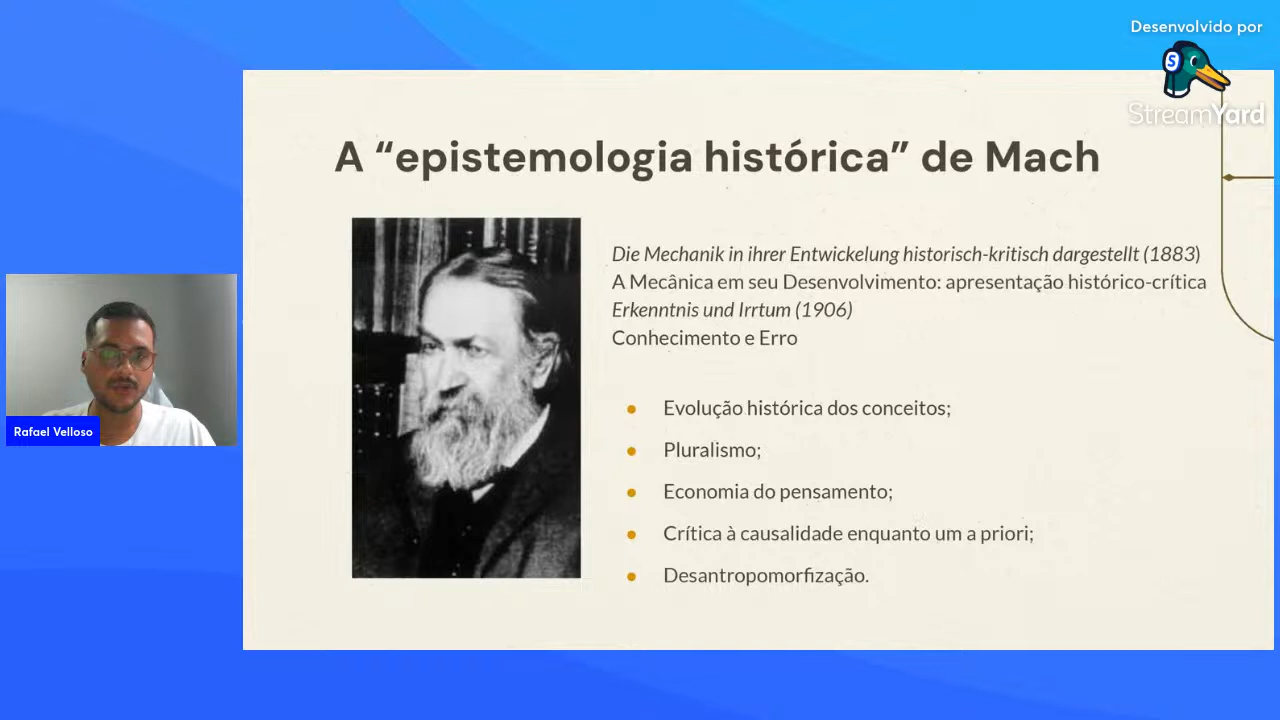 Desenvolvido por
S
StreamYard
A “epistemologia histórica” de Mach
Die Mechanik in ihrer Entwickelung historisch-kritisch dargestellt (1883)
A Mecânica em seu Desenvolvimento: apresentação histórico-crítica
Erkenntnis und Irrtum (1906)
Conhecimento e Erro
Evolução histórica dos conceitos;
Pluralismo;
Economia do pensamento;
Crítica à causalidade enquanto um a priori;
Desantropomorfização.
Rafael Velloso